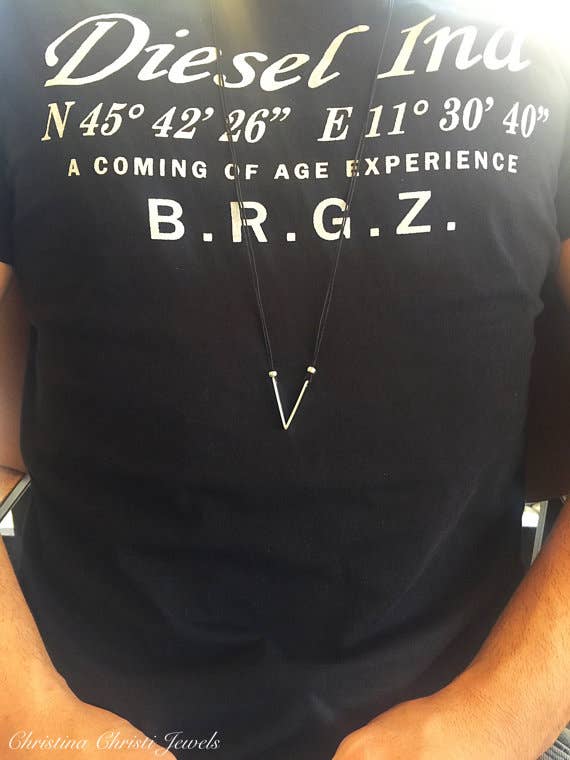 Diesel Ind
N 45° 42' 26” E 11° 30' 40”
A COMING OF AGE EXPERIENCE
B.R.G.Z.
Christina Christi Jewels